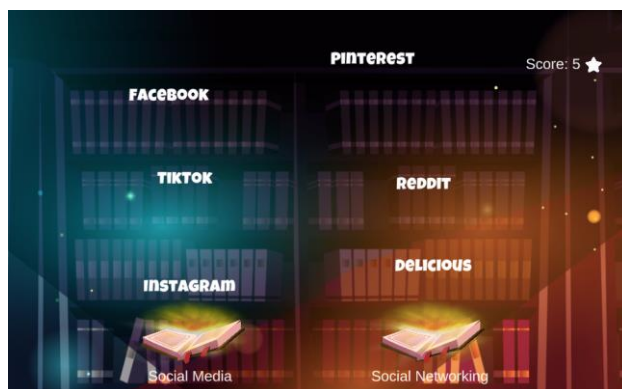 PINTEREST
Score: 5
FACEBOOK
TIKTOK
REDDIT
DELICIOUS
INSTAGRAM
Social Media
Social Networking